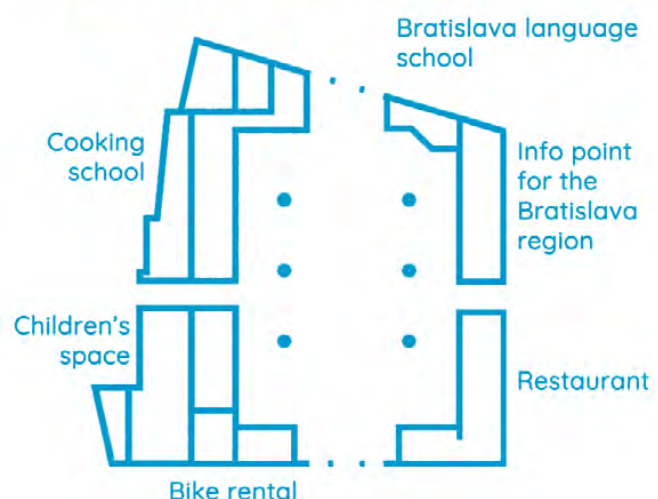 Bratislava language
school
Cooking
school
Info point
for the
Bratislava
region
Children's
space
Restaurant
Bike rental